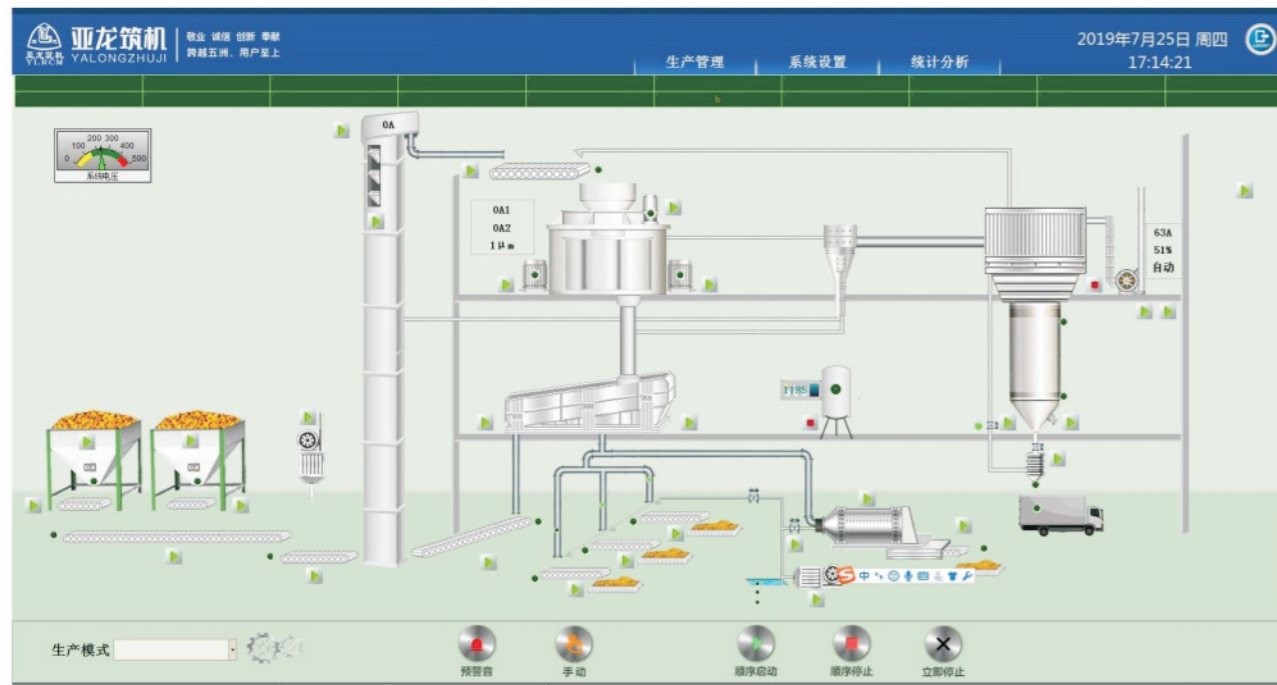 亚龙筑机
YALONGZHUJI
敬业 诚信 创新 奉献
跨越五洲、用户至上
生产管理
系统设置
统计分析
2019年7月25日 周四
17:14:21
0 100 200 300 400 500
系统电压
0A
0A1
0A2
1μm
63A
51%
自动
1185
中
生产模式
预警音
手动
顺序启动
顺序停止
立即停止